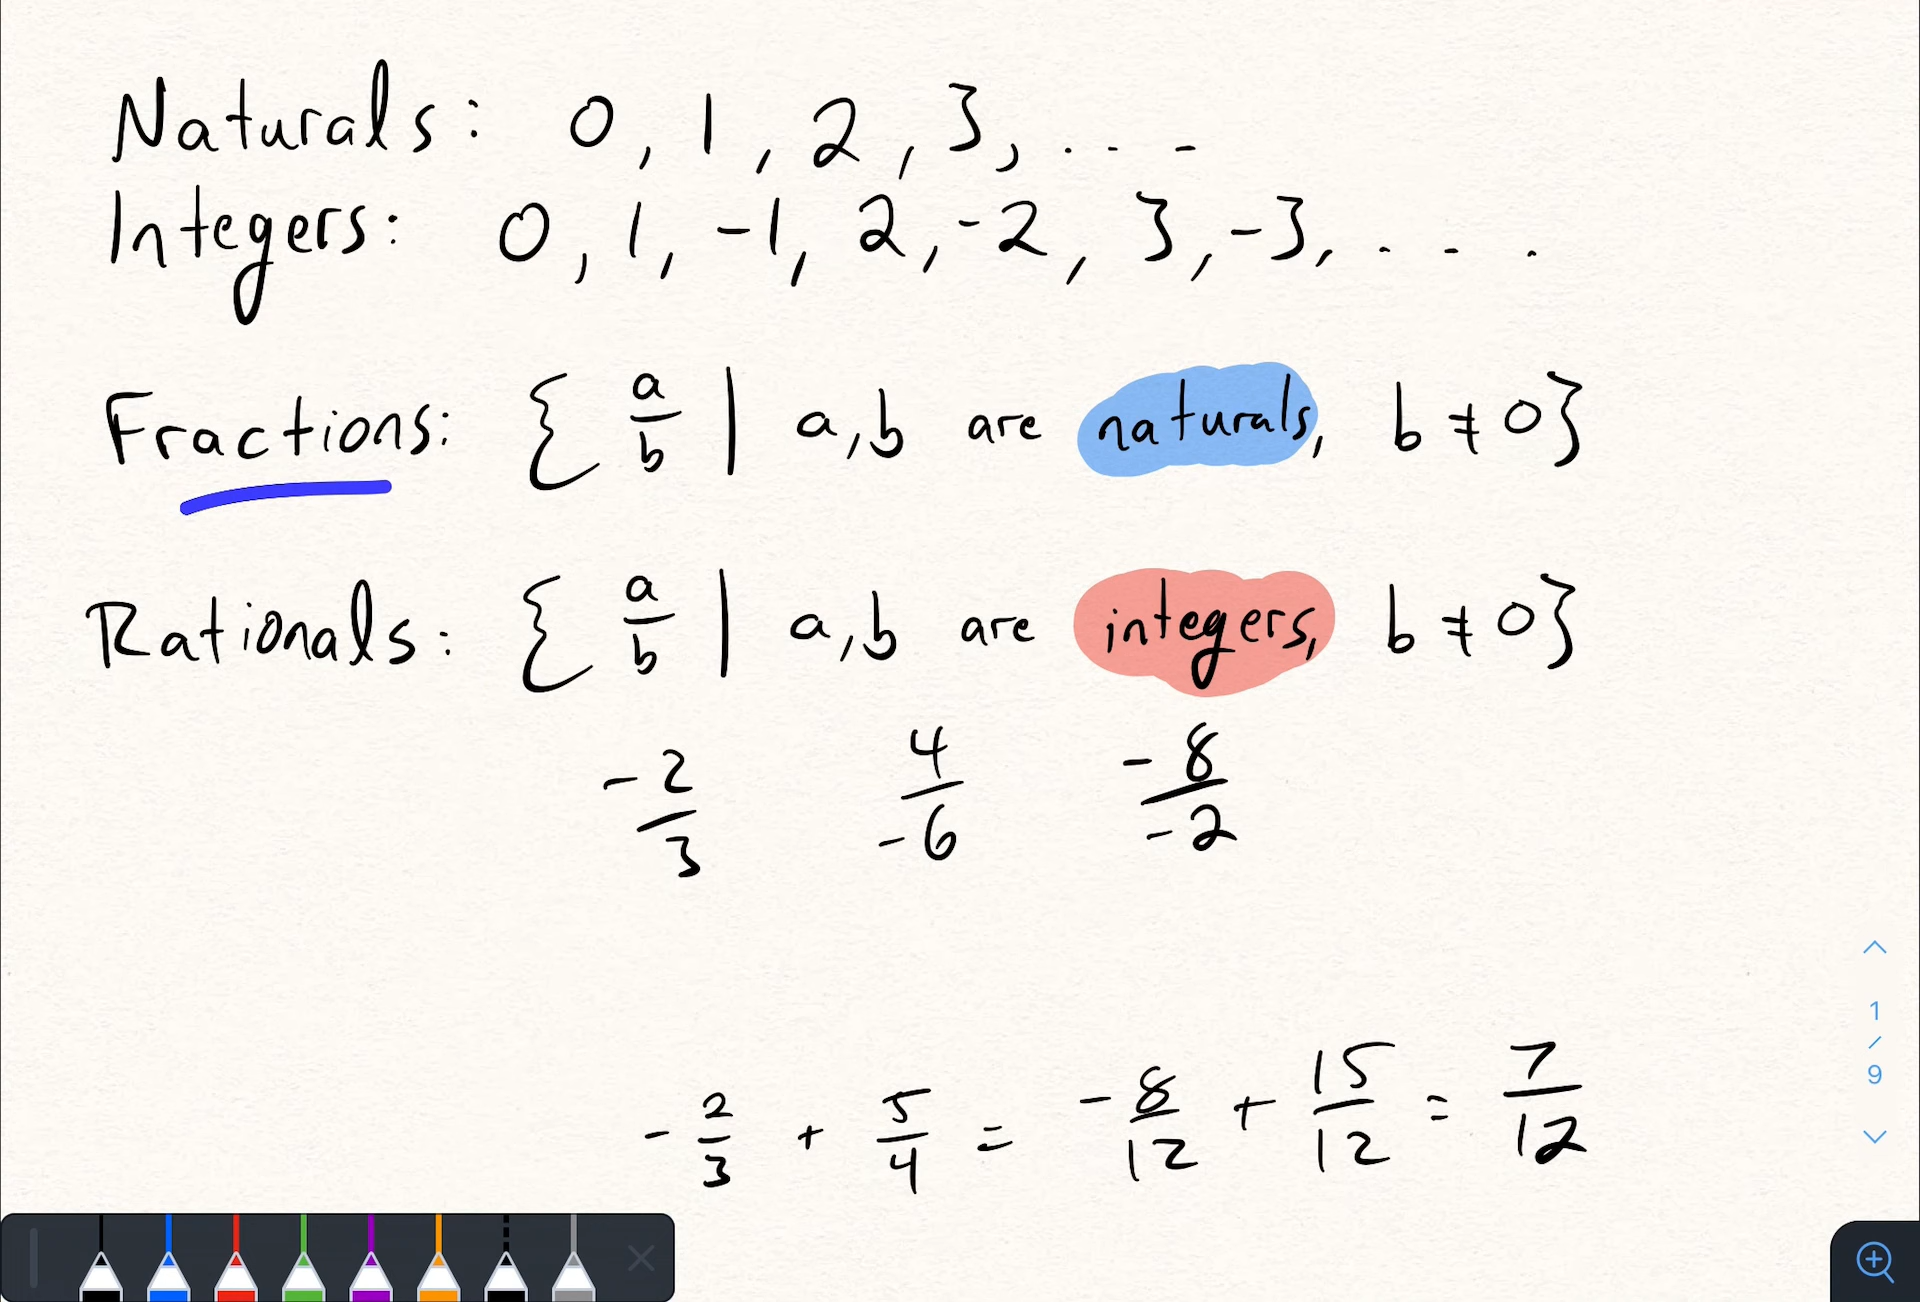 Naturals: 0, 1, 2, 3, . . .
Integers: 0, 1, -1, 2, -2, 3, -3, . . .
Fractions: { a/b | a, b are naturals, b ≠ 0}
Rationals: { a/b | a, b are integers, b ≠ 0}
-2/3 4/-6 -8/-2
-2/3 + 5/4 = -8/12 + 15/12 = 7/12
1
/
9